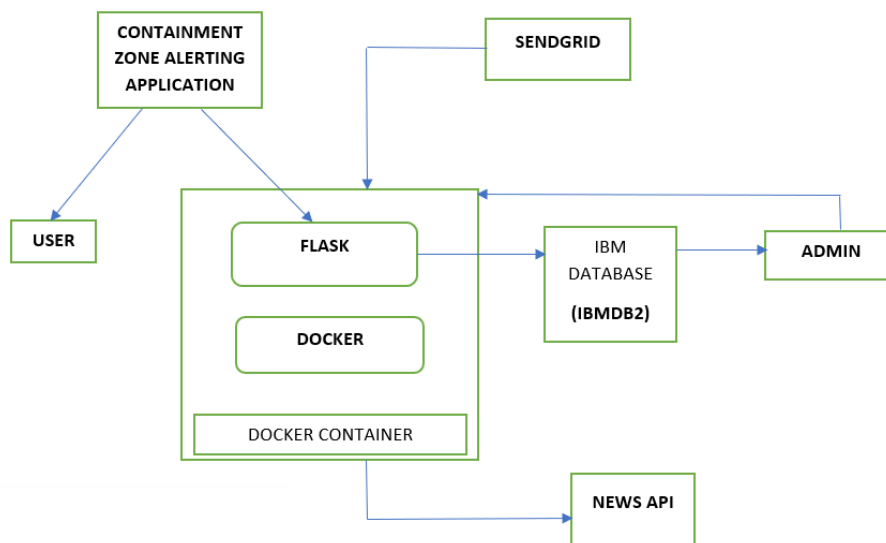 CONTAINMENT
ZONE ALERTING
APPLICATION
SENDGRID
USER
FLASK
IBM
DATABASE
(IBMDB2)
ADMIN
DOCKER
DOCKER CONTAINER
NEWS API